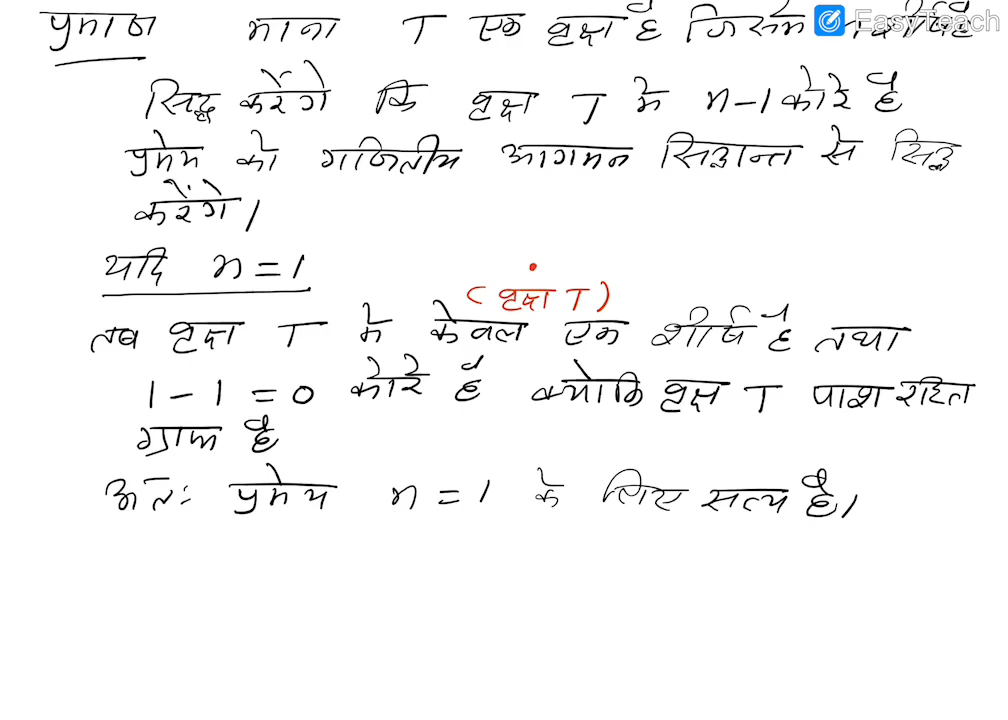 प्रमाण माना T एक वृक्ष है जिसमें n शीर्ष है EasyTeach
सिद्ध करेंगे कि वृक्ष T मे n-1 कोरे है
प्रमेय को गणितीय आगमन सिद्धान्त से सिद्ध
करेंगे।
यदि n = 1
(वृक्ष T)
तब वृक्ष T मे केवल एक शीर्ष है तथा
1 - 1 = 0 कोरे है क्योकि वृक्ष T पाश रहित
ग्राफ है
अतः प्रमेय n = 1 के लिए सत्य है।